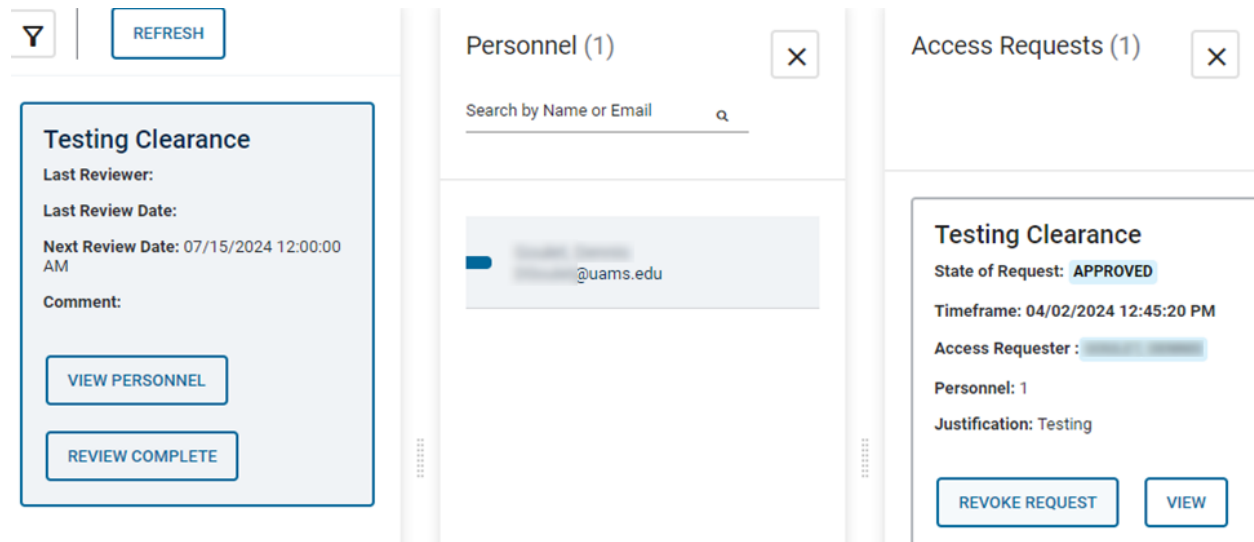 REFRESH
Testing Clearance
Last Reviewer:
Last Review Date:
Next Review Date: 07/15/2024 12:00:00
AM
Comment:
VIEW PERSONNEL
REVIEW COMPLETE
Personnel (1)
Search by Name or Email
@uams.edu
Access Requests (1)
Testing Clearance
State of Request: APPROVED
Timeframe: 04/02/2024 12:45:20 PM
Access Requester :
Personnel: 1
Justification: Testing
REVOKE REQUEST
VIEW